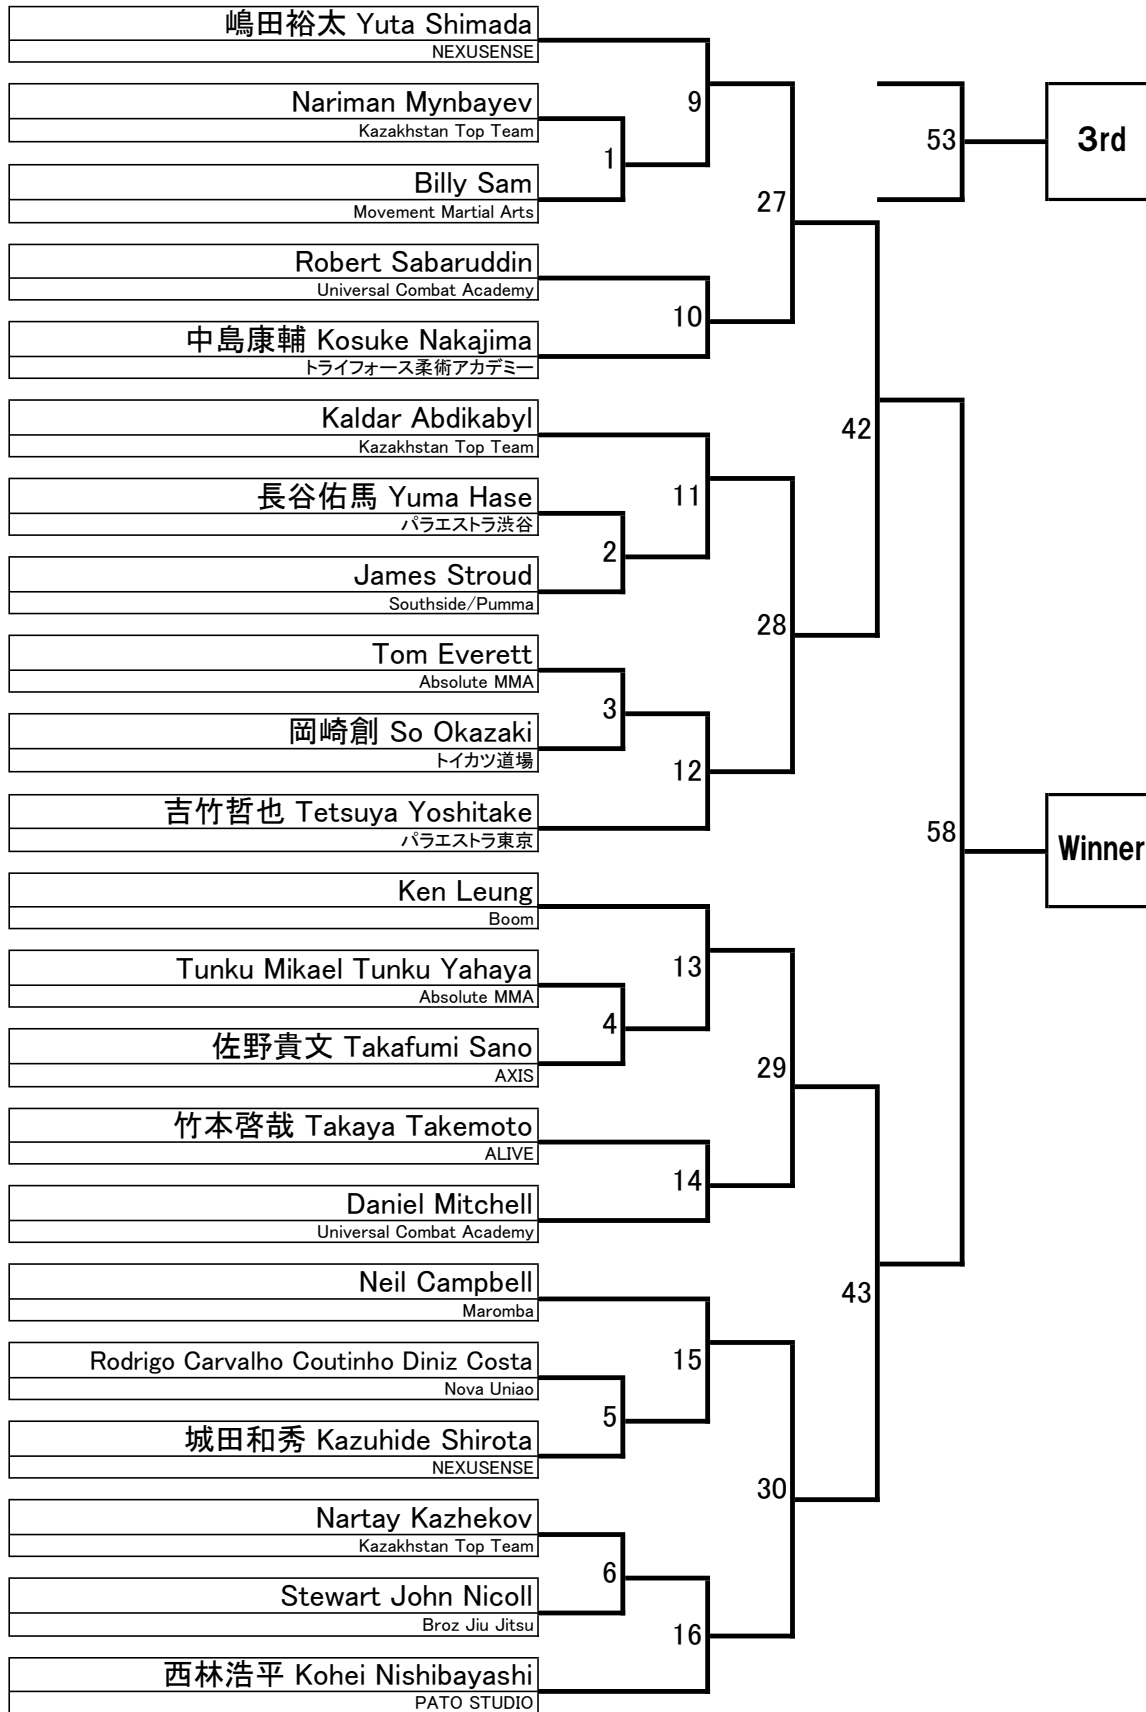 嶋田裕太 Yuta Shimada
NEXUSENSE
Nariman Mynbayev
Kazakhstan Top Team
Billy Sam
Movement Martial Arts
Robert Sabaruddin
Universal Combat Academy
中島康輔 Kosuke Nakajima
トライフォース柔術アカデミー
Kaldar Abdikabyl
Kazakhstan Top Team
長谷佑馬 Yuma Hase
パラエストラ渋谷
James Stroud
Southside/Pumma
Tom Everett
Absolute MMA
岡崎創 So Okazaki
トイカツ道場
吉竹哲也 Tetsuya Yoshitake
パラエストラ東京
Ken Leung
Boom
Tunku Mikael Tunku Yahaya
Absolute MMA
佐野貴文 Takafumi Sano
AXIS
竹本啓哉 Takaya Takemoto
ALIVE
Daniel Mitchell
Universal Combat Academy
Neil Campbell
Maromba
Rodrigo Carvalho Coutinho Diniz Costa
Nova Uniao
城田和秀 Kazuhide Shirota
NEXUSENSE
Nartay Kazhekov
Kazakhstan Top Team
Stewart John Nicoll
Broz Jiu Jitsu
西林浩平 Kohei Nishibayashi
PATO STUDIO
1
2
3
4
5
6
9
10
11
12
13
14
15
16
27
28
29
30
42
43
53
58
3rd
Winner